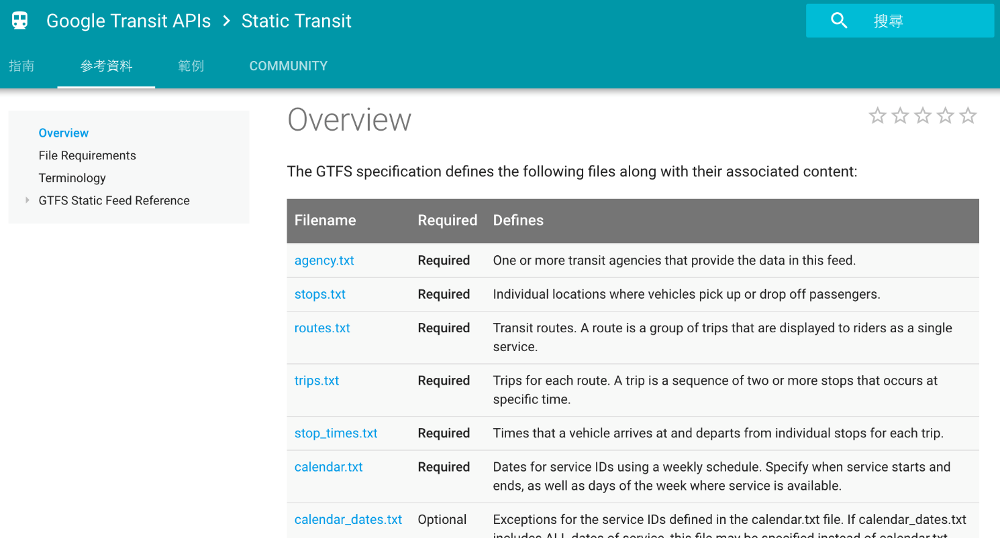 Google Transit APIs > Static Transit
搜尋
指南
參考資料
範例
COMMUNITY
Overview
File Requirements
Terminology
GTFS Static Feed Reference
Overview
The GTFS specification defines the following files along with their associated content:
Filename Required Defines
agency.txt Required One or more transit agencies that provide the data in this feed.
stops.txt Required Individual locations where vehicles pick up or drop off passengers.
routes.txt Required Transit routes. A route is a group of trips that are displayed to riders as a single
service.
trips.txt Required Trips for each route. A trip is a sequence of two or more stops that occurs at
specific time.
stop_times.txt Required Times that a vehicle arrives at and departs from individual stops for each trip.
calendar.txt Required Dates for service IDs using a weekly schedule. Specify when service starts and
ends, as well as days of the week where service is available.
calendar_dates.txt Optional Exceptions for the service IDs defined in the calendar.txt file. If calendar_dates.txt
includes ALL dates of service, this file may be specified instead of calendar.txt.